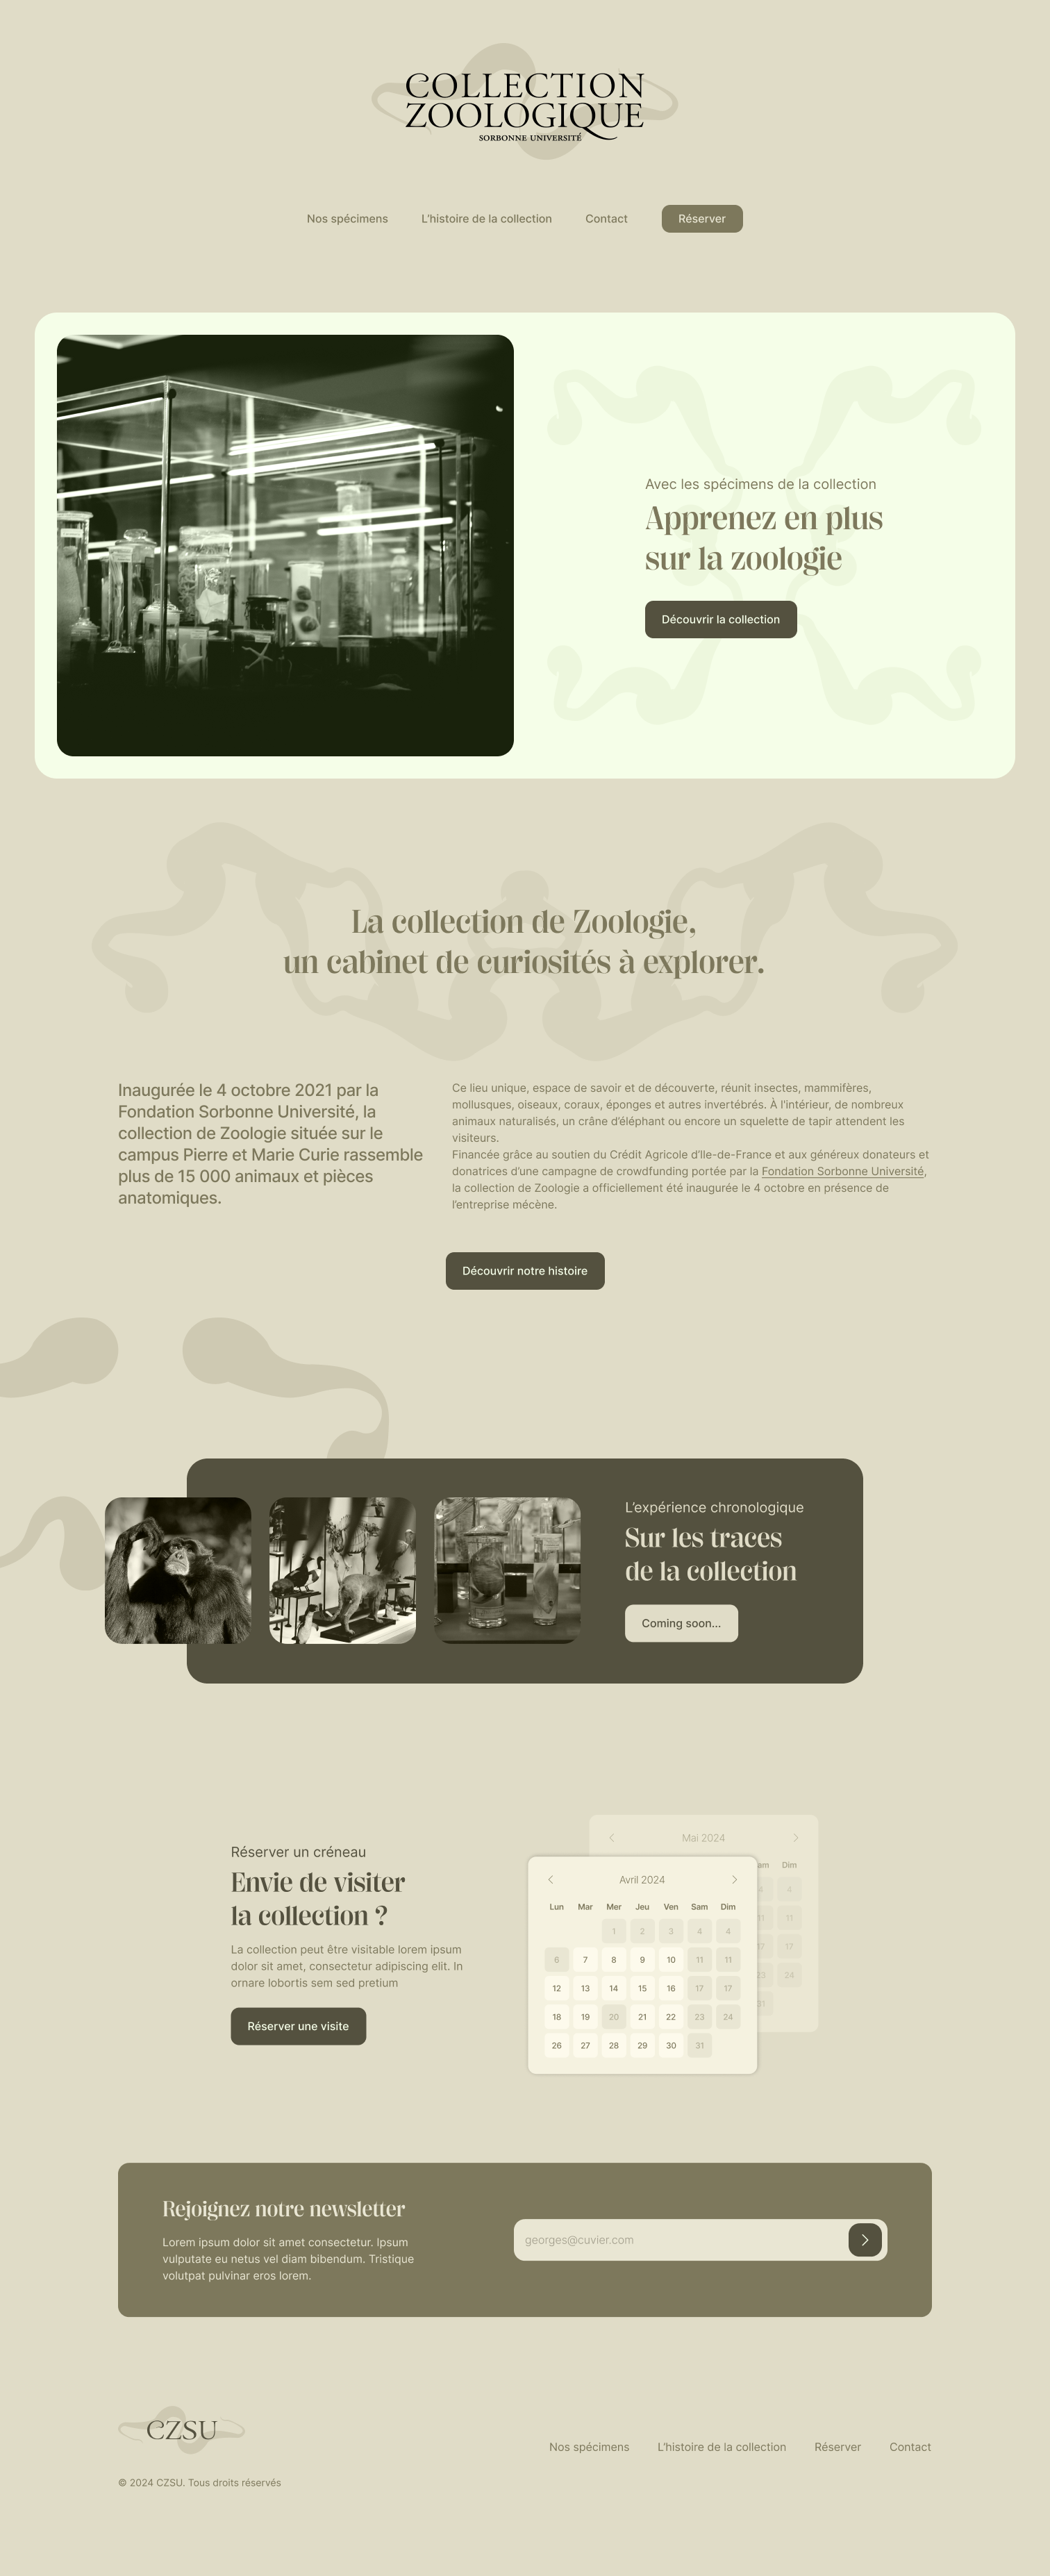 COLLECTION
ZOOLOGIQUE
SORBONNE UNIVERSITÉ
Nos spécimens
L'histoire de la collection
Contact
Réserver
Avec les spécimens de la collection
Apprenez en plus
sur la zoologie
Découvrir la collection
La collection de Zoologie,
un cabinet de curiosités à explorer.
Inaugurée le 4 octobre 2021 par la
Fondation Sorbonne Université, la
collection de Zoologie située sur le
campus Pierre et Marie Curie rassemble
plus de 15 000 animaux et pièces
anatomiques.
Ce lieu unique, espace de savoir et de découverte, réunit insectes, mammifères,
mollusques, oiseaux, coraux, éponges et autres invertébrés. À l'intérieur, de nombreux
animaux naturalisés, un crâne d'éléphant ou encore un squelette de tapir attendent les
visiteurs.
Financée grâce au soutien du Crédit Agricole d'Ile-de-France et aux généreux donateurs et
donatrices d'une campagne de crowdfunding portée par la Fondation Sorbonne Université,
la collection de Zoologie a officiellement été inaugurée le 4 octobre en présence de
l'entreprise mécène.
Découvrir notre histoire
L'expérience chronologique
Sur les traces
de la collection
Coming soon...
Réserver un créneau
Envie de visiter
la collection ?
La collection peut être visitable lorem ipsum
dolor sit amet, consectetur adipiscing elit. In
ornare lobortis sem sed pretium
Réserver une visite
Mai 2024
am Dim
4 4
11 11
17 17
23 24
31
Avril 2024
Lun Mar Mer Jeu Ven Sam Dim
1 2 3 4 4
6 7 8 9 10 11 11
12 13 14 15 16 17 17
18 19 20 21 22 23 24
26 27 28 29 30 31
Rejoignez notre newsletter
Lorem ipsum dolor sit amet consectetur. Ipsum
vulputate eu netus vel diam bibendum. Tristique
volutpat pulvinar eros lorem.
georges@cuvier.com
CZSU
Nos spécimens
L'histoire de la collection
Réserver
Contact
© 2024 CZSU. Tous droits réservés